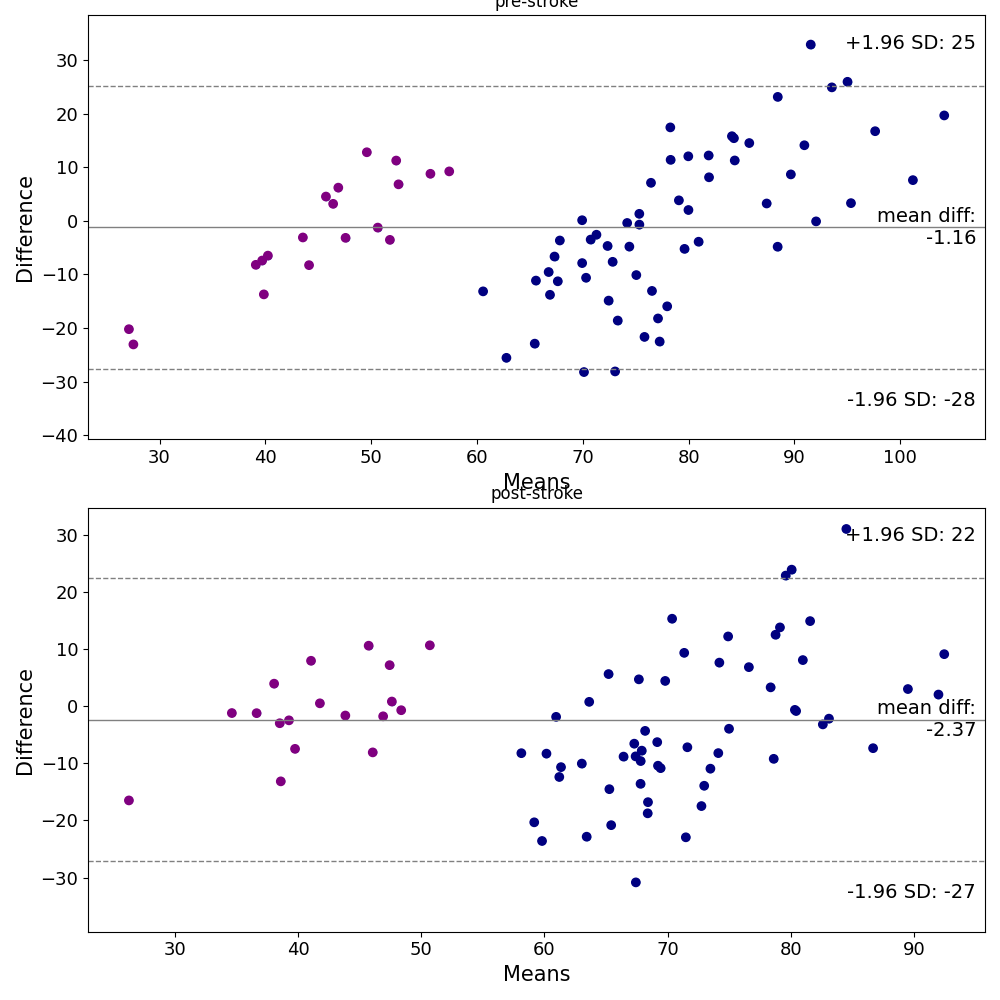 pre-stroke
30
20
10
0
−10
−20
−30
−40
Difference
+1.96 SD: 25
mean diff:
-1.16
-1.96 SD: -28
30 40 50 60 70 80 90 100
Means
post-stroke
30
20
10
0
−10
−20
−30
Difference
+1.96 SD: 22
mean diff:
-2.37
-1.96 SD: -27
30 40 50 60 70 80 90
Means